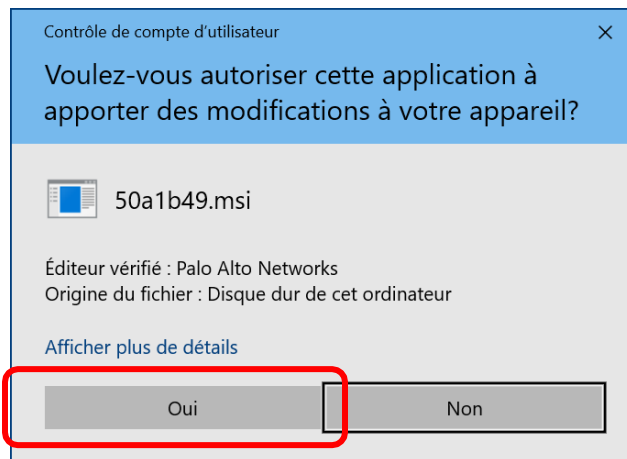 Contrôle de compte d'utilisateur
Voulez-vous autoriser cette application à
apporter des modifications à votre appareil?
50a1b49.msi
Éditeur vérifié : Palo Alto Networks
Origine du fichier : Disque dur de cet ordinateur
Afficher plus de détails
Oui
Non